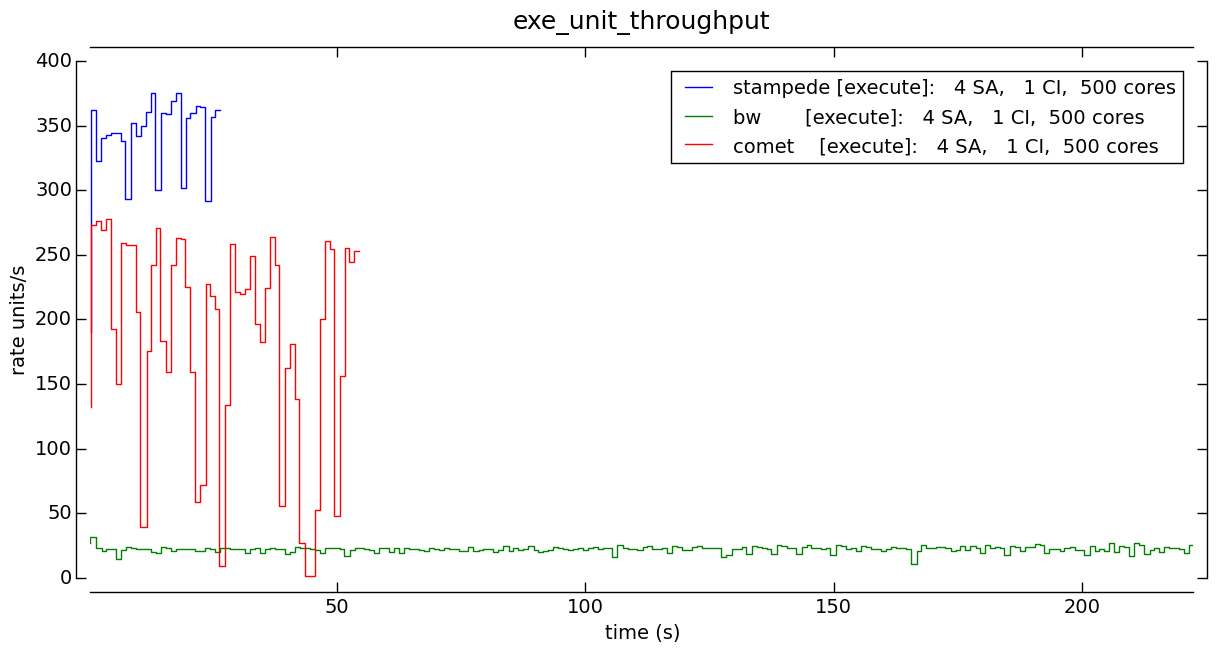 exe_unit_throughput
400
350
300
250
200
150
100
50
0
rate units/s
stampede [execute]:   4 SA,   1 CI,  500 cores
bw       [execute]:   4 SA,   1 CI,  500 cores
comet    [execute]:   4 SA,   1 CI,  500 cores
50 100 150 200
time (s)